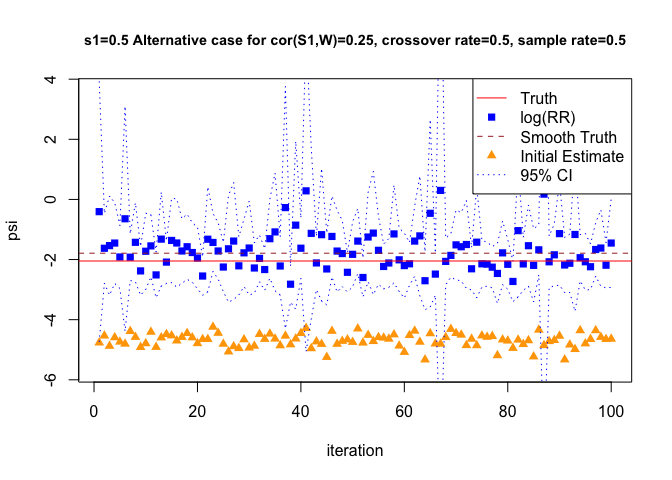 s1=0.5 Alternative case for cor(S1,W)=0.25, crossover rate=0.5, sample rate=0.5
4
2
0
-2
-4
-6
psi
Truth
log(RR)
Smooth Truth
Initial Estimate
95% CI
0 20 40 60 80 100
iteration